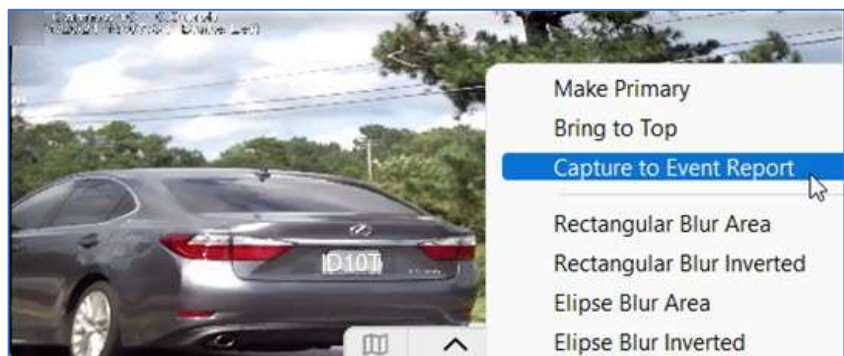 Make Primary
Bring to Top
Capture to Event Report
Rectangular Blur Area
Rectangular Blur Inverted
ID10T
Elipse Blur Area
Elipse Blur Inverted